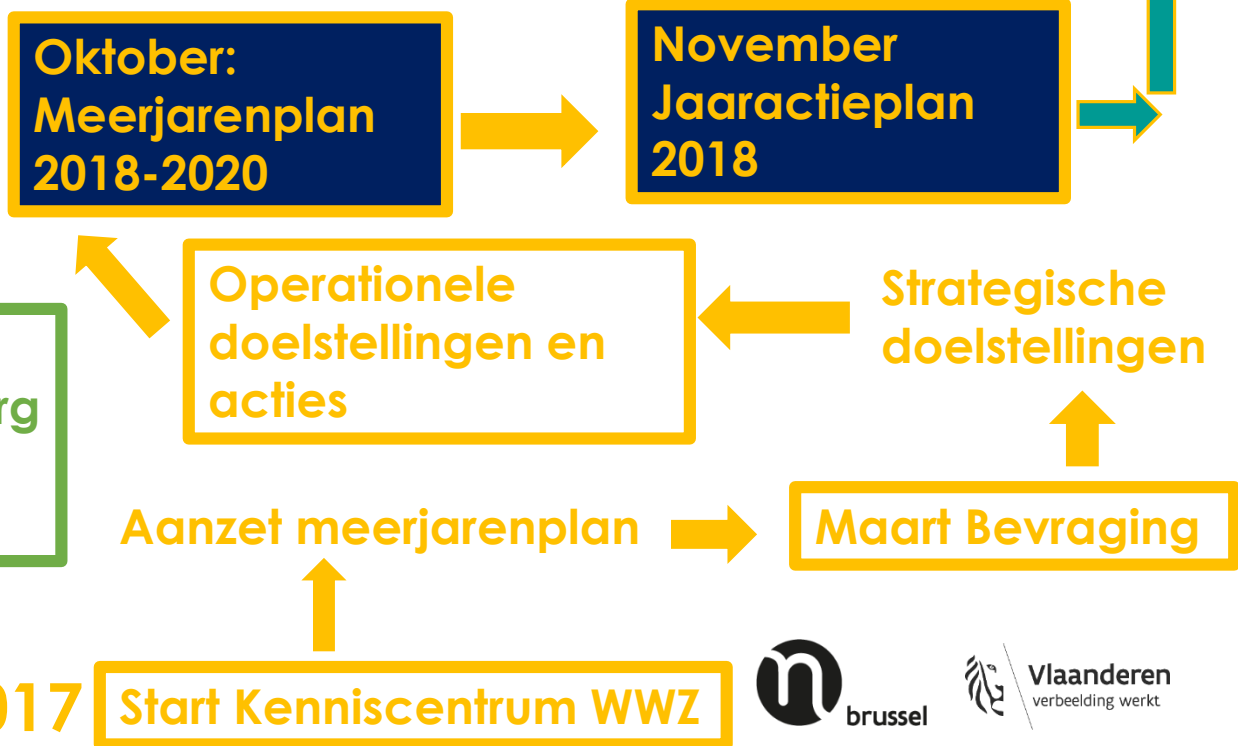 Oktober:
Meerjarenplan
2018-2020
November
Jaaractieplan
2018
Operationele
doelstellingen en
acties
Strategische
doelstellingen
Aanzet meerjarenplan
Maart Bevraging
Start Kenniscentrum WWZ
n
brussel
Vlaanderen
verbeelding werkt